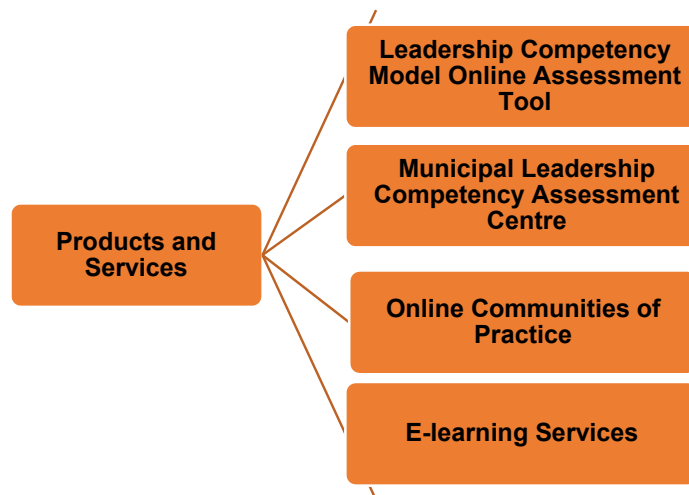 Leadership Competency
Model Online Assessment
Tool
Municipal Leadership
Competency Assessment
Centre
Products and
Services
Online Communities of
Practice
E-learning Services